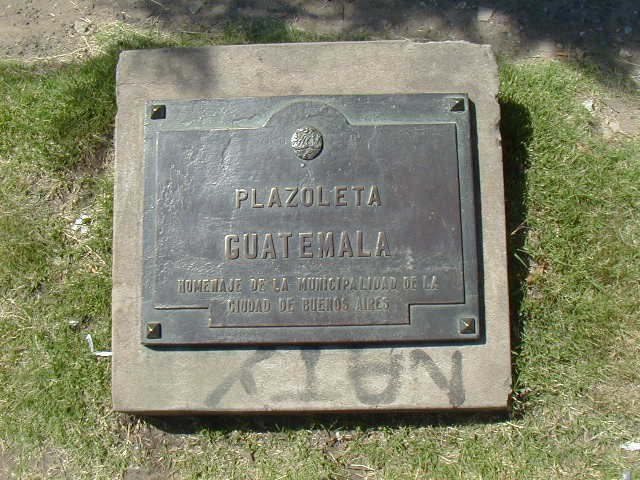 PLAZOLETA
GUATEMALA
HOMENAJE DE LA MUNICIPALIDAD DE LA
CIUDAD DE BUENOS AIRES